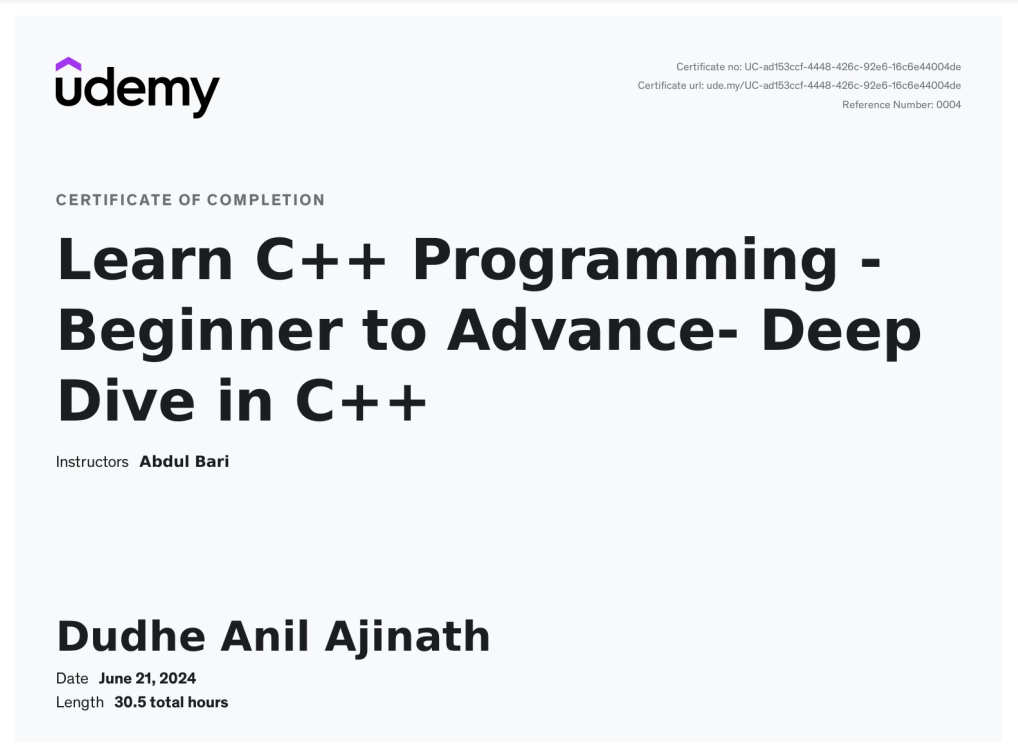 udemy
Certificate no: UC-ad153ccf-4448-426c-92e6-16c6e44004de
Certificate url: ude.my/UC-ad153ccf-4448-426c-92e6-16c6e44004de
Reference Number: 0004
CERTIFICATE OF COMPLETION
Learn C++ Programming -
Beginner to Advance- Deep
Dive in C++
Instructors Abdul Bari
Dudhe Anil Ajinath
Date June 21, 2024
Length 30.5 total hours